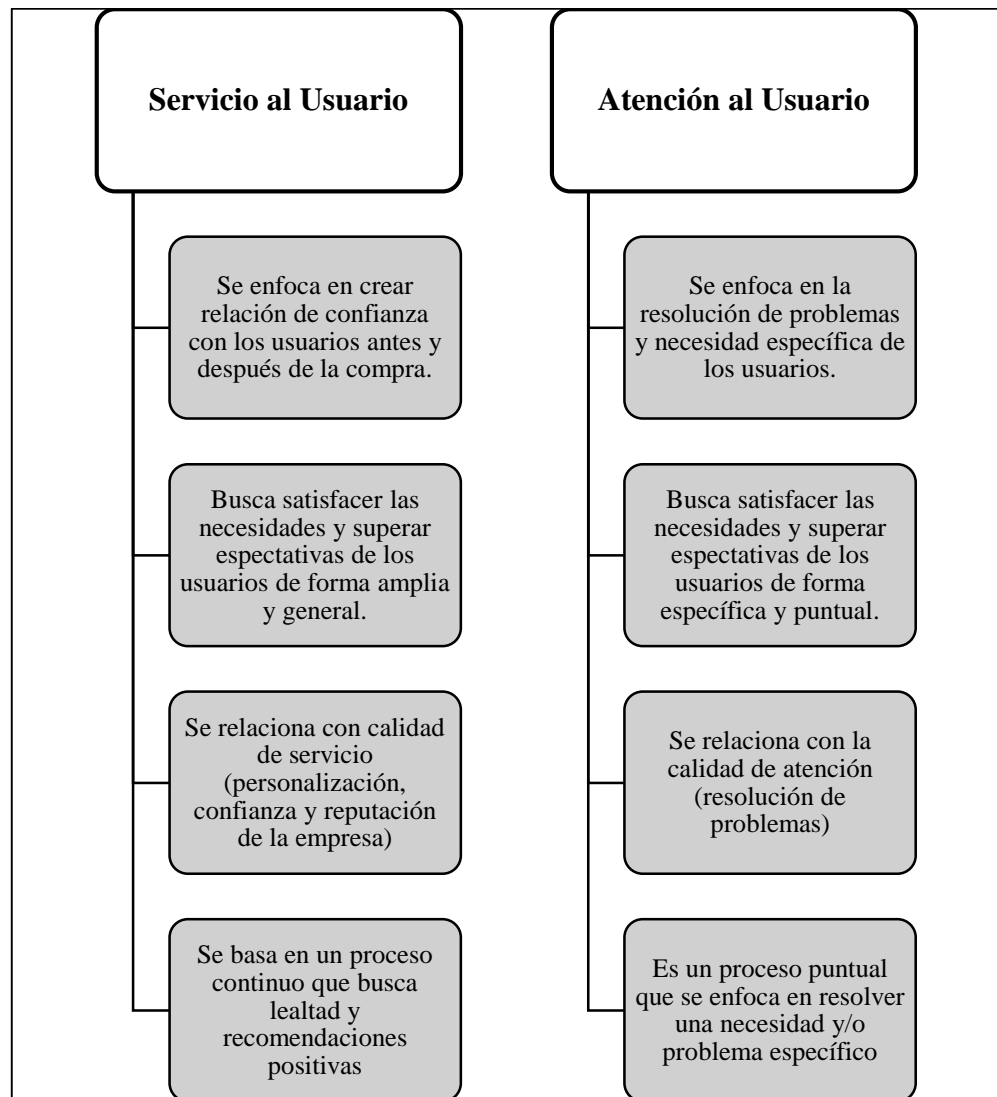 Servicio al Usuario
Se enfoca en crear
relación de confianza
con los usuarios antes y
después de la compra.
Busca satisfacer las
necesidades y superar
espectativas de los
usuarios de forma amplia
y general.
Se relaciona con calidad
de servicio
(personalización,
confianza y reputación
de la empresa)
Se basa en un proceso
continuo que busca
lealtad y
recomendaciones
positivas
Atención al Usuario
Se enfoca en la
resolución de problemas
y necesidad específica de
los usuarios.
Busca satisfacer las
necesidades y superar
espectativas de los
usuarios de forma
específica y puntual.
Se relaciona con la
calidad de atención
(resolución de
problemas)
Es un proceso puntual
que se enfoca en resolver
una necesidad y/o
problema específico